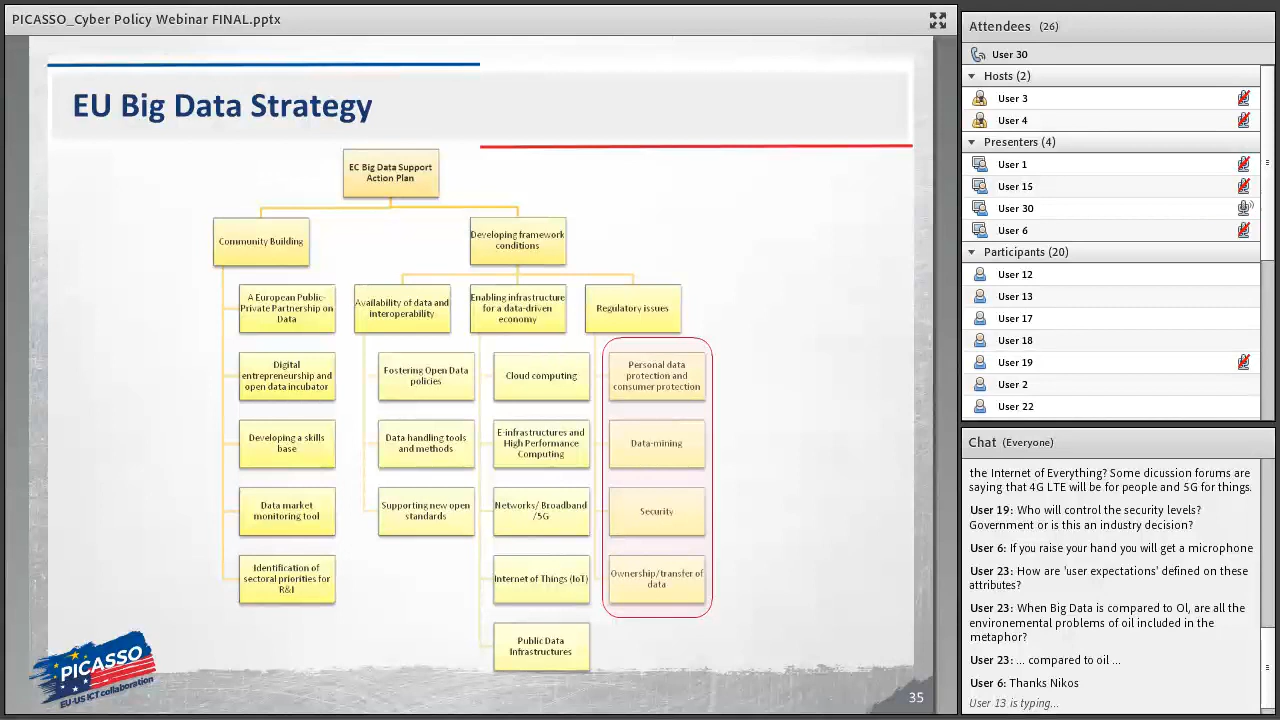 PICASSO_Cyber Policy Webinar FINAL.pptx
EU Big Data Strategy
EC Big Data Support
Action Plan
Community Building
Developing framework
conditions
A European Public-
Private Partnership on
Data
Availability of data and
interoperability
Enabling infrastructure
for a data-driven
economy
Regulatory issues
Digital
entrepreneurship and
open data incubator
Fostering Open Data
policies
Cloud computing
Personal data
protection and
consumer protection
Developing a skills
base
Data handling tools
and methods
E-infrastructures and
High Performance
Computing
Data-mining
Data market
monitoring tool
Supporting new open
standards
Networks/ Broadband
/5G
Security
Identification of
sectoral priorities for
R&I
Internet of Things (IoT)
Ownership/transfer of
data
Public Data
Infrastructures
PICASSO
EU-US ICT collaboration
35
Attendees (26)
User 30
Hosts (2)
User 3
User 4
Presenters (4)
User 1
User 15
User 30
User 6
Participants (20)
User 12
User 13
User 17
User 18
User 19
User 2
User 22
Chat (Everyone)
the Internet of Everything? Some dicussion forums are
saying that 4G LTE will be for people and 5G for things.
User 19: Who will control the security levels?
Government or is this an industry decision?
User 6: If you raise your hand you will get a microphone
User 23: How are 'user expectations' defined on these
attributes?
User 23: When Big Data is compared to Ol, are all the
environemental problems of oil included in the
metaphor?
User 23: ... compared to oil ...
User 6: Thanks Nikos
User 13 is typing...